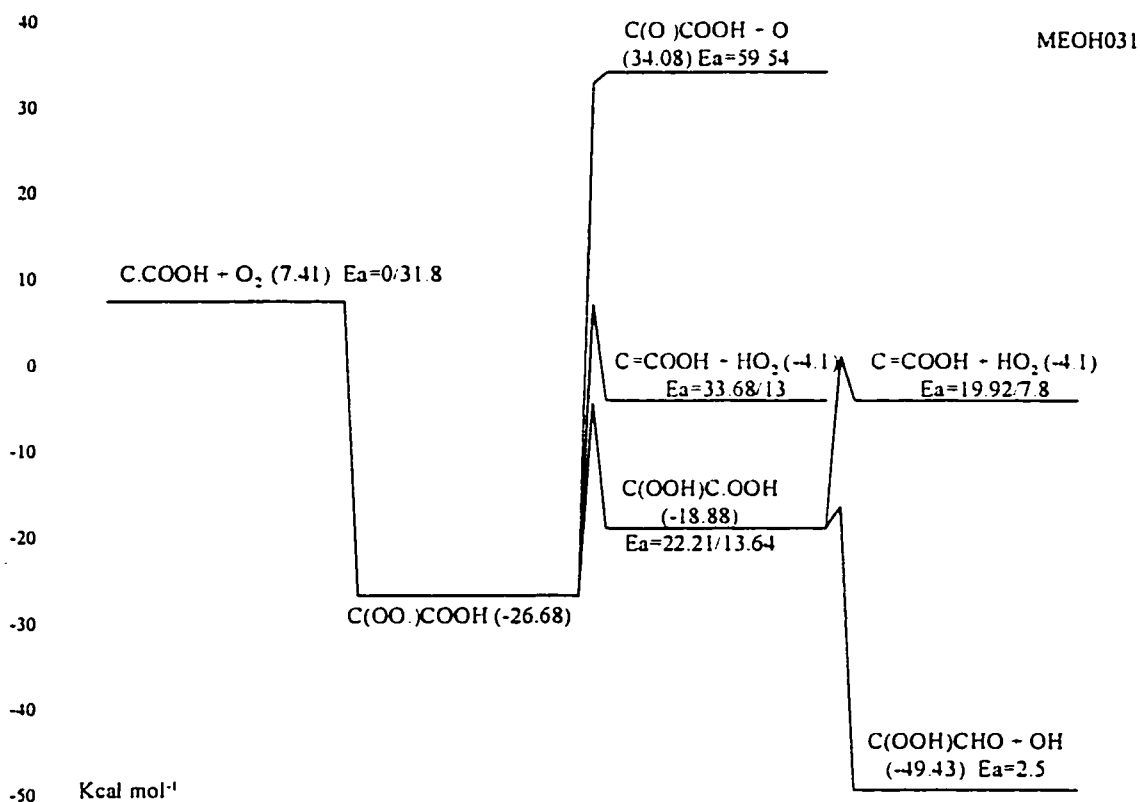 40
C(O )COOH + O
(34.08) Ea=59 54
MEOH031
30
20
10
C.COOH + O₂ (7.41) Ea=0/31.8
0
C=COOH + HO₂ (-4.1)
Ea=33.68/13
C=COOH + HO₂ (-4.1)
Ea=19.92/7.8
-10
C(OOH)C.OOH
(-18.88)
Ea=22.21/13.64
-20
C(OO.)COOH (-26.68)
-30
-40
C(OOH)CHO + OH
(-49.43) Ea=2.5
-50
Kcal mol⁻¹